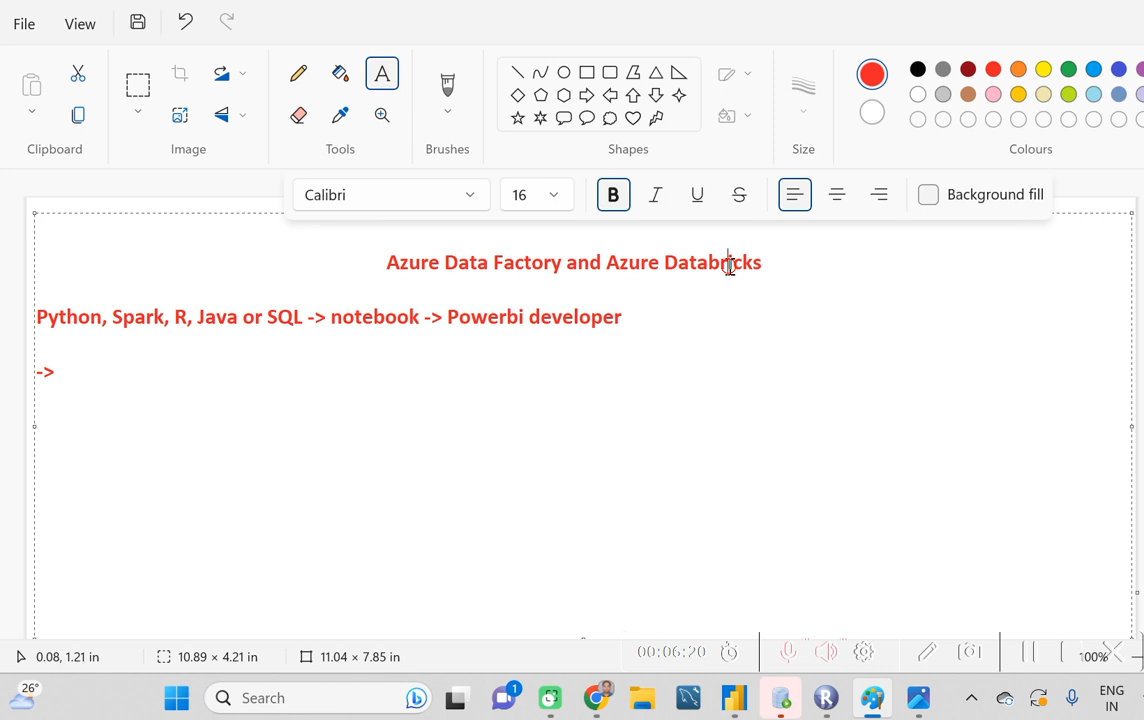 File View
Clipboard Image Tools Brushes Shapes Size Colours
Calibri 16 B I U S Background fill
Azure Data Factory and Azure Databricks
Python, Spark, R, Java or SQL -> notebook -> Powerbi developer
->
0.08, 1.21 in 10.89 × 4.21 in 11.04 × 7.85 in 00:06:20 100%
26° Search 1 ENG
IN